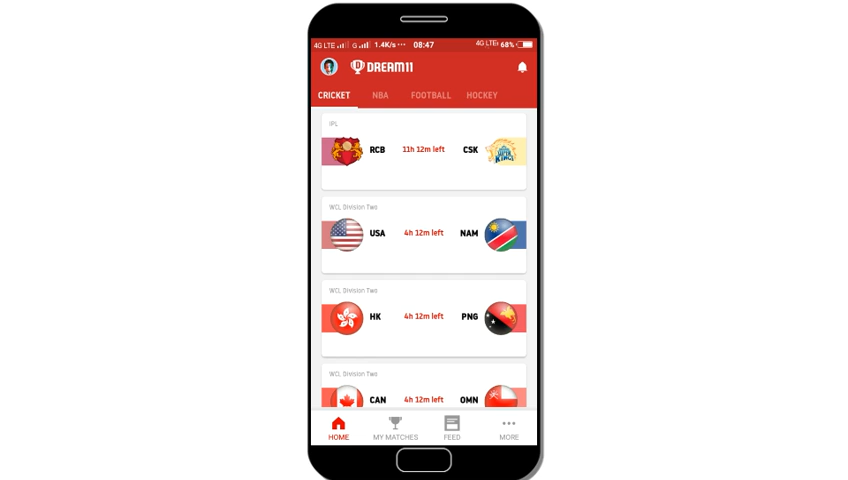 4G LTE G 1.4K/s ··· 08:47 4G LTE 68%
DREAM11
CRICKET NBA FOOTBALL HOCKEY
IPL
RCB 11h 12m left CSK
WCL Division Two
USA 4h 12m left NAM
WCL Division Two
HK 4h 12m left PNG
WCL Division Two
CAN 4h 12m left OMN
HOME MY MATCHES FEED MORE